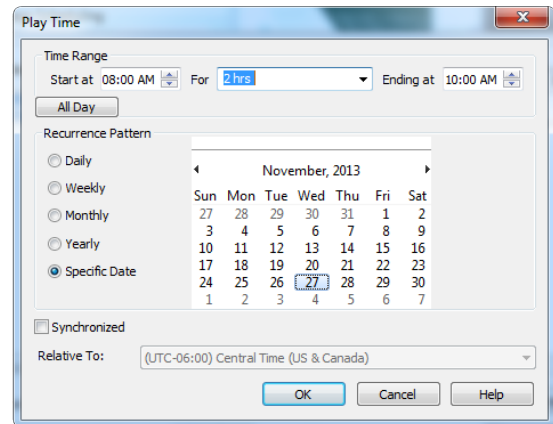 Play Time
Time Range
Start at 08:00 AM For 2 hrs Ending at 10:00 AM
All Day
Recurrence Pattern
Daily
Weekly
Monthly
Yearly
Specific Date
November, 2013
Sun Mon Tue Wed Thu Fri Sat
27 28 29 30 31 1 2
3 4 5 6 7 8 9
10 11 12 13 14 15 16
17 18 19 20 21 22 23
24 25 26 27 28 29 30
1 2 3 4 5 6 7
Synchronized
Relative To: (UTC-06:00) Central Time (US & Canada)
OK Cancel Help